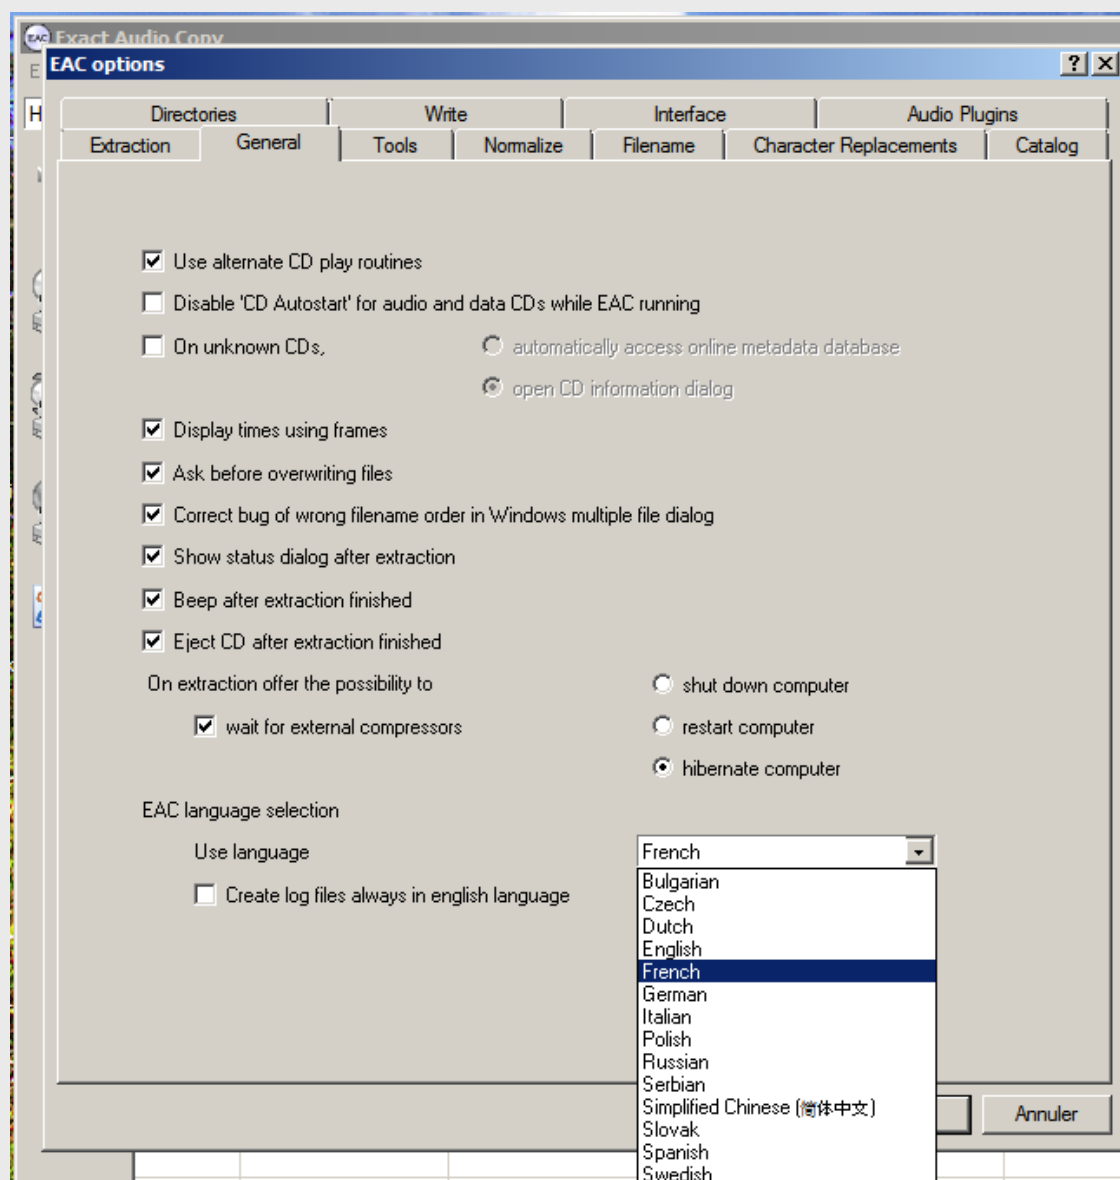 Exact Audio Copy
EAC options
Directories Write Interface Audio Plugins
Extraction General Tools Normalize Filename Character Replacements Catalog
Use alternate CD play routines
Disable 'CD Autostart' for audio and data CDs while EAC running
On unknown CDs, automatically access online metadata database
open CD information dialog
Display times using frames
Ask before overwriting files
Correct bug of wrong filename order in Windows multiple file dialog
Show status dialog after extraction
Beep after extraction finished
Eject CD after extraction finished
On extraction offer the possibility to shut down computer
wait for external compressors restart computer
hibernate computer
EAC language selection
Use language French
Create log files always in english language
Bulgarian
Czech
Dutch
English
French
German
Italian
Polish
Russian
Serbian
Simplified Chinese (简体中文)
Slovak
Spanish
Swedish
Annuler